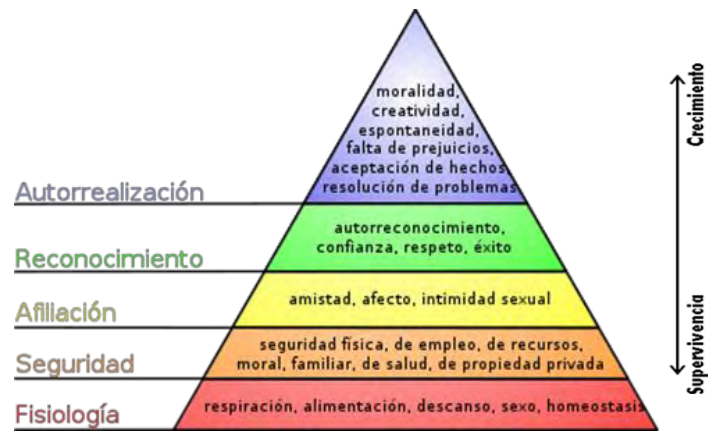 moralidad,
creatividad,
espontaneidad,
falta de prejuicios,
aceptación de hechos,
resolución de problemas
Autorrealización
autorreconocimiento,
confianza, respeto, éxito
Reconocimiento
amistad, afecto, intimidad sexual
Afiliación
seguridad física, de empleo, de recursos,
moral, familiar, de salud, de propiedad privada
Seguridad
respiración, alimentación, descanso, sexo, homeostasis
Fisiología
Crecimiento
Supervivencia